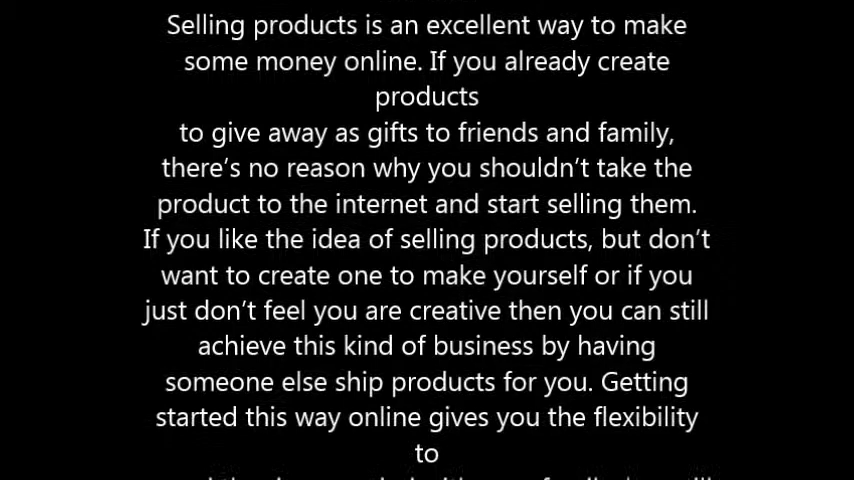 Selling products is an excellent way to make
some money online. If you already create
products
to give away as gifts to friends and family,
there's no reason why you shouldn't take the
product to the internet and start selling them.
If you like the idea of selling products, but don't
want to create one to make yourself or if you
just don't feel you are creative then you can still
achieve this kind of business by having
someone else ship products for you. Getting
started this way online gives you the flexibility
to